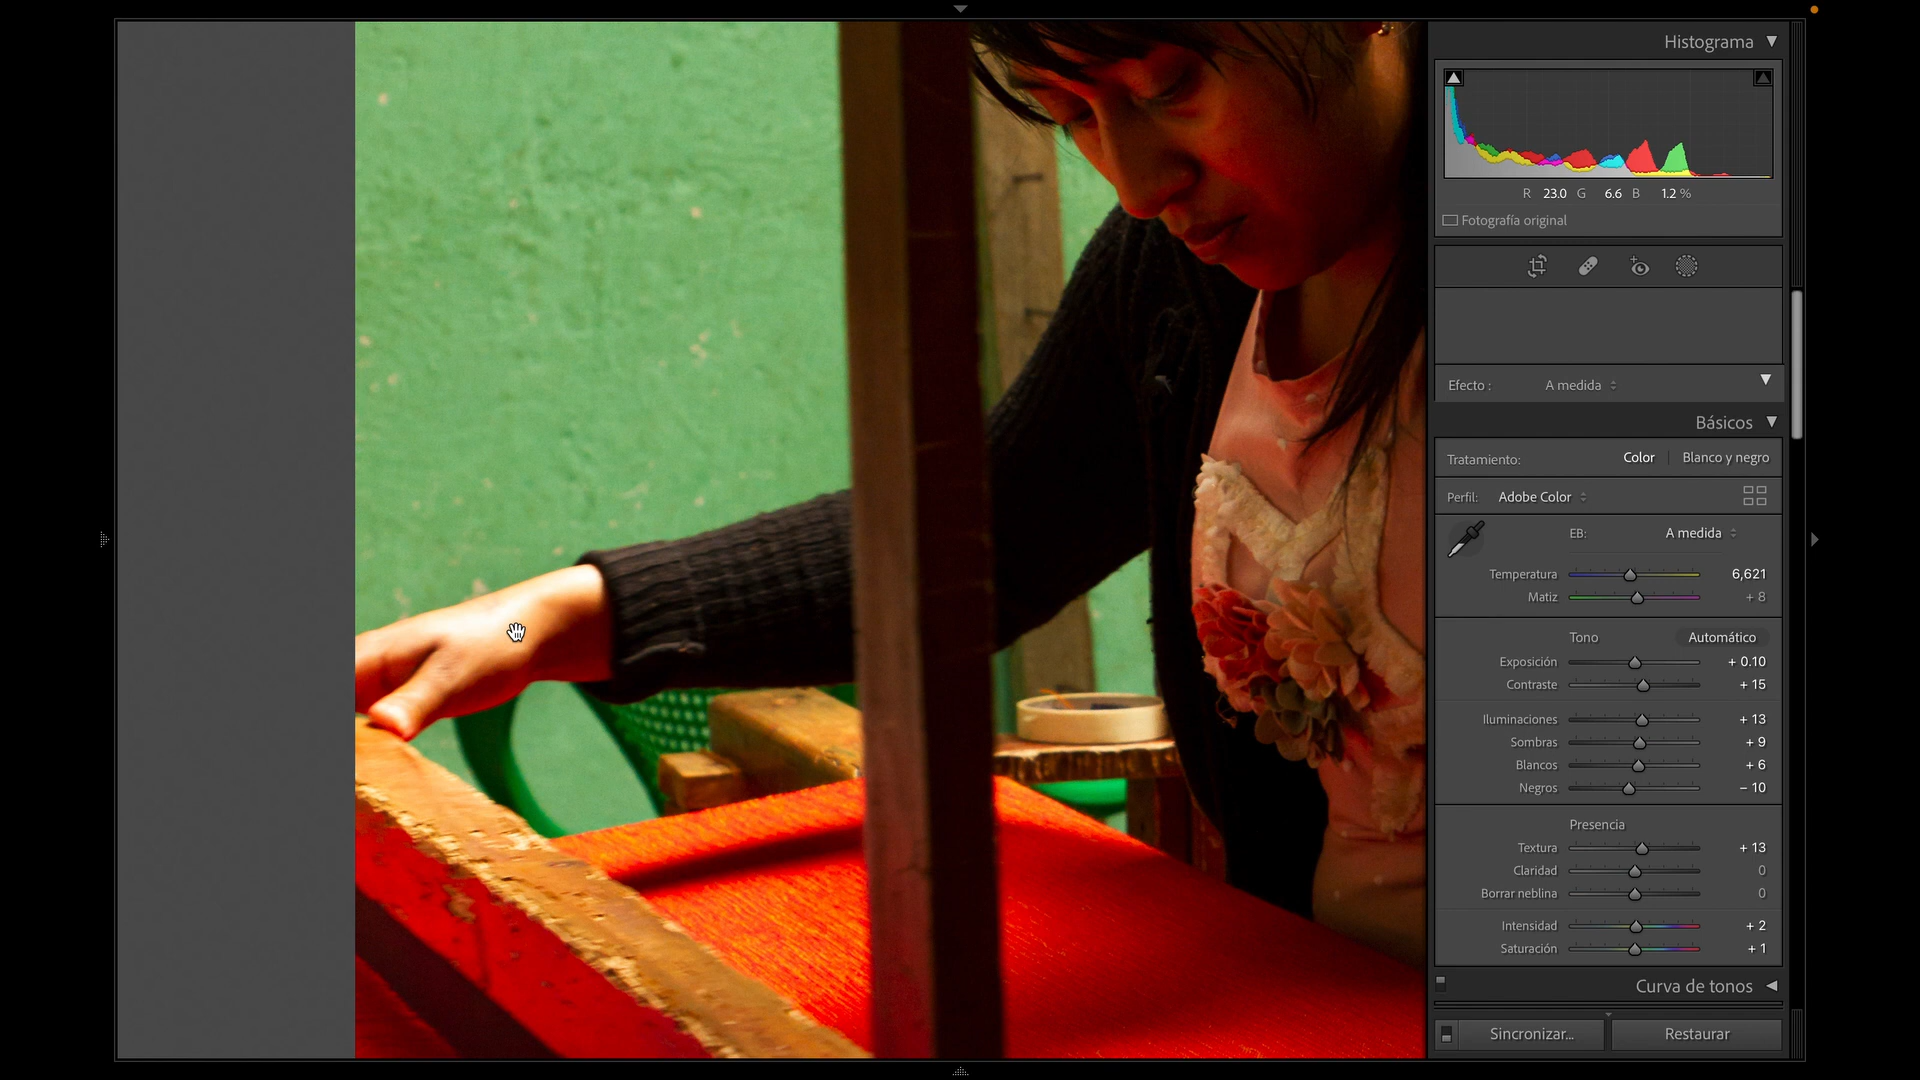 Histograma
R 23.0 G 6.6 B 1.2 %
Fotografía original
Efecto : A medida
Básicos
Tratamiento: Color Blanco y negro
Perfil: Adobe Color
EB: A medida
Temperatura 6,621
Matiz + 8
Tono Automático
Exposición + 0.10
Contraste + 15
Iluminaciones + 13
Sombras + 9
Blancos + 6
Negros – 10
Presencia
Textura + 13
Claridad 0
Borrar neblina 0
Intensidad + 2
Saturación + 1
Curva de tonos
Sincronizar... Restaurar